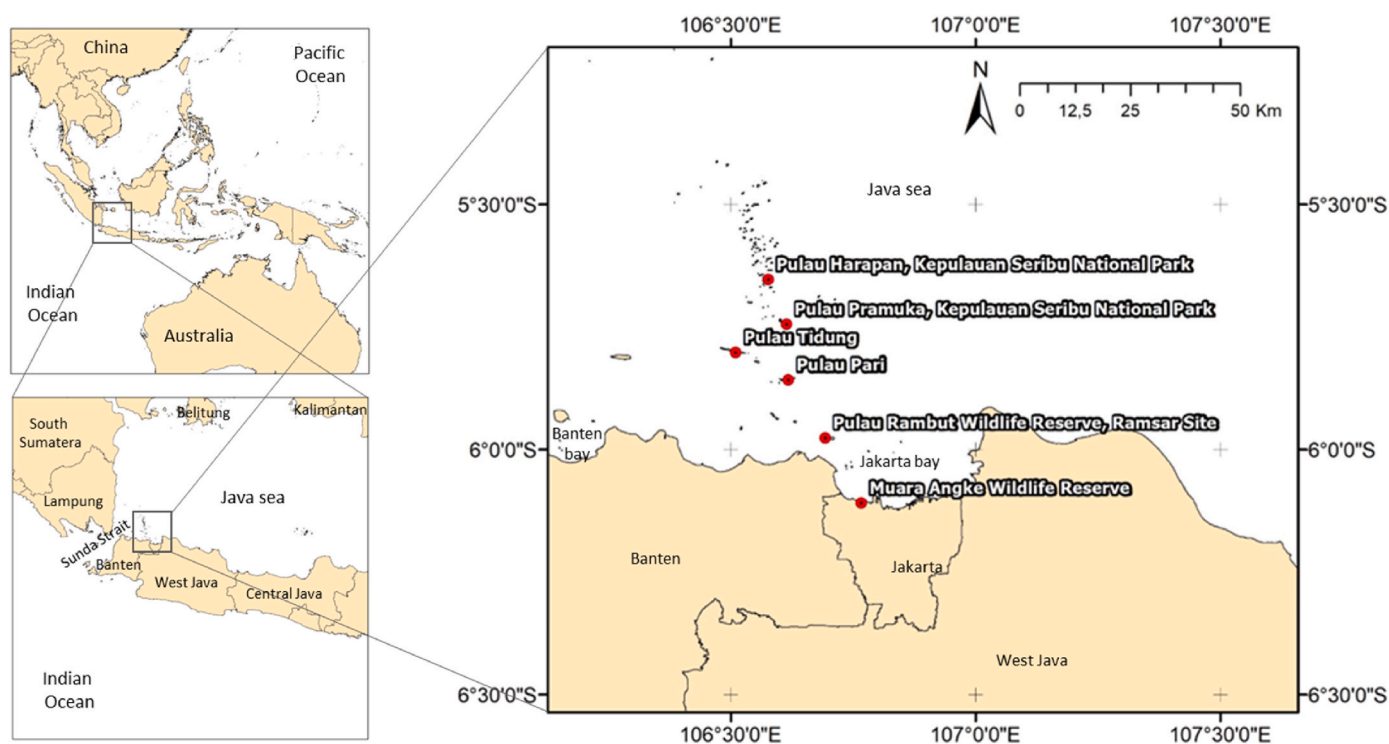 China
Pacific
Ocean
Indian
Ocean
Australia
South
Sumatera
Belitung
Kalimantan
Lampung
Java sea
Sunda Strait
Banten
West Java
Central Java
Indian
Ocean
106°30'0"E
107°0'0"E
107°30'0"E
N
0
12,5
25
50 Km
Java sea
5°30'0"S
5°30'0"S
Pulau Harapan, Kepulauan Seribu National Park
Pulau Pramuka, Kepulauan Seribu National Park
Pulau Tidung
Pulau Pari
Pulau Rambut Wildlife Reserve, Ramsar Site
Banten
bay
6°0'0"S
6°0'0"S
Jakarta bay
Muara Angke Wildlife Reserve
Banten
Jakarta
West Java
6°30'0"S
6°30'0"S
106°30'0"E
107°0'0"E
107°30'0"E